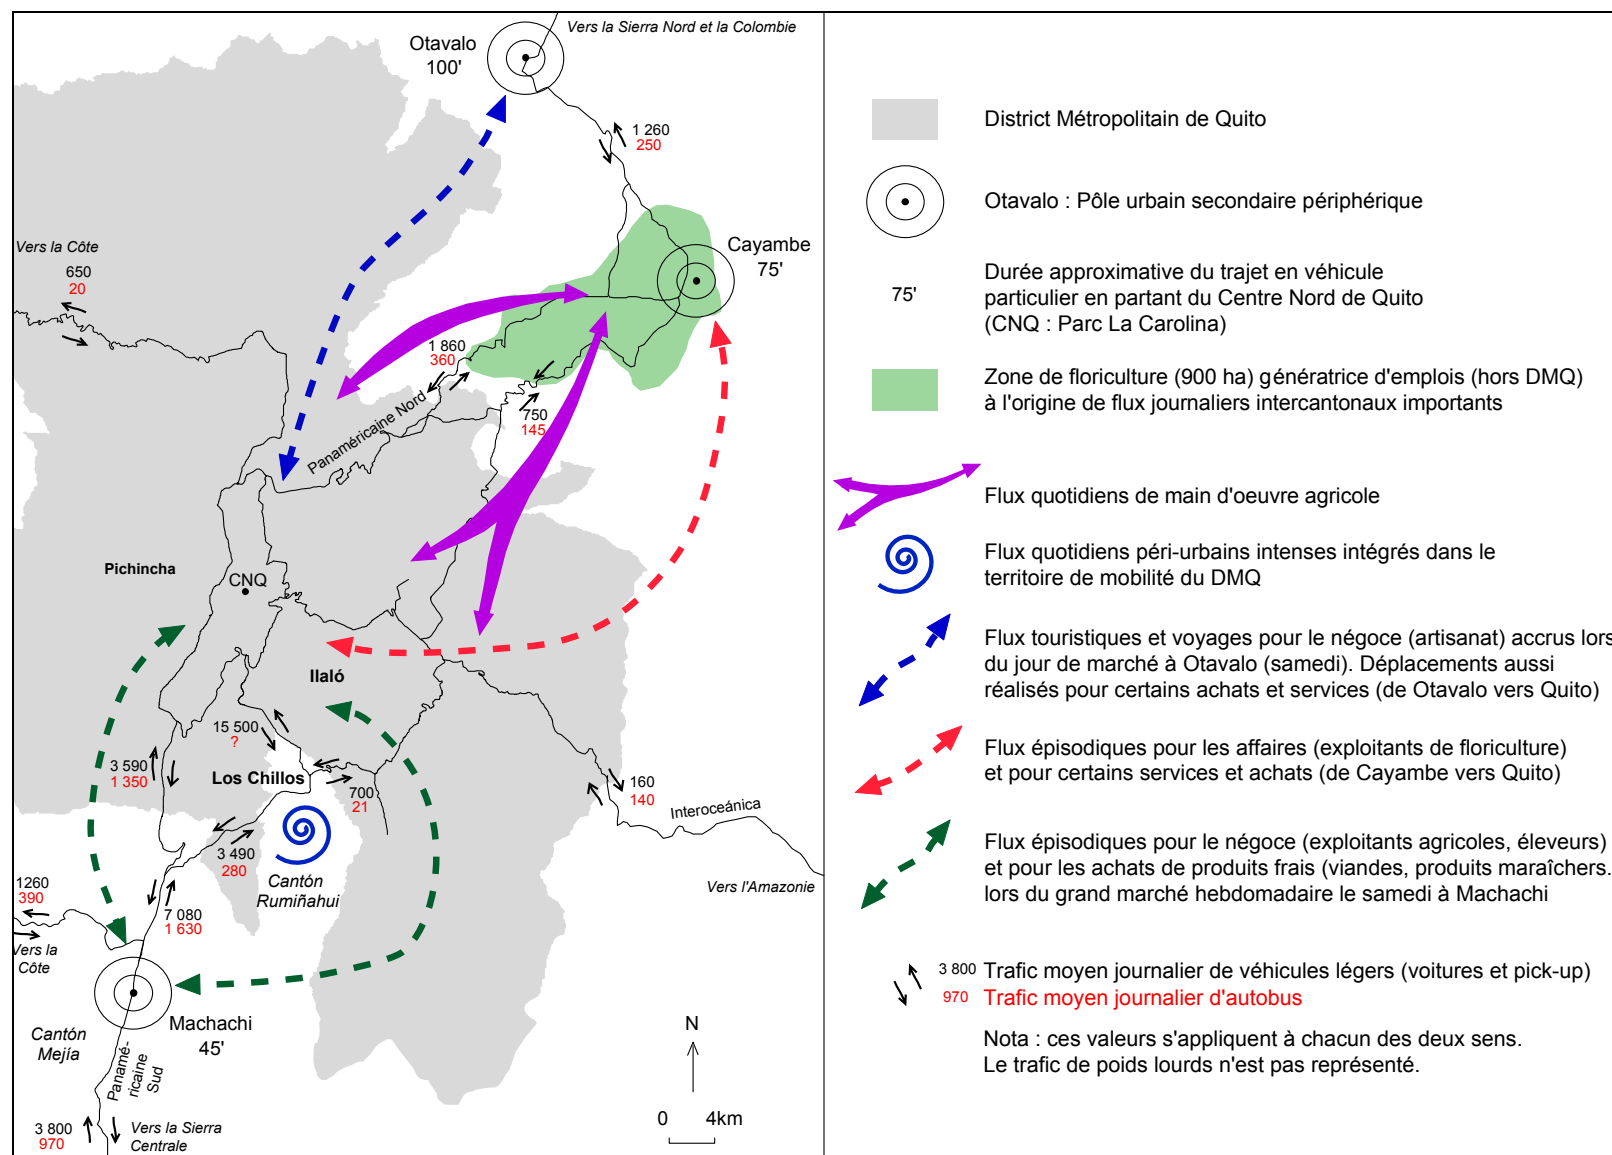 Vers la Sierra Nord et la Colombie
Otavalo
100'
1 260
250
Cayambe
75'
Vers la Côte
650
20
1 860
360
Panaméricaine Nord
750
145
Pichincha
CNQ
Ilaló
15 500
?
3 590
1 350
Los Chillos
700
21
160
140
Interoceánica
3 490
280
Cantón
Rumiñahui
Vers l'Amazonie
1260
390
7 080
1 630
Vers la
Côte
Machachi
45'
Cantón
Mejía
Panamé-
ricaine
Sud
3 800
970
Vers la Sierra
Centrale
N
0 4km
District Métropolitain de Quito
Otavalo : Pôle urbain secondaire périphérique
75'
Durée approximative du trajet en véhicule
particulier en partant du Centre Nord de Quito
(CNQ : Parc La Carolina)
Zone de floriculture (900 ha) génératrice d'emplois (hors DMQ)
à l'origine de flux journaliers intercantonaux importants
Flux quotidiens de main d'oeuvre agricole
Flux quotidiens péri-urbains intenses intégrés dans le
territoire de mobilité du DMQ
Flux touristiques et voyages pour le négoce (artisanat) accrus lors
du jour de marché à Otavalo (samedi). Déplacements aussi
réalisés pour certains achats et services (de Otavalo vers Quito)
Flux épisodiques pour les affaires (exploitants de floriculture)
et pour certains services et achats (de Cayambe vers Quito)
Flux épisodiques pour le négoce (exploitants agricoles, éleveurs)
et pour les achats de produits frais (viandes, produits maraîchers.
lors du grand marché hebdomadaire le samedi à Machachi
3 800 Trafic moyen journalier de véhicules légers (voitures et pick-up)
970 Trafic moyen journalier d'autobus
Nota : ces valeurs s'appliquent à chacun des deux sens.
Le trafic de poids lourds n'est pas représenté.